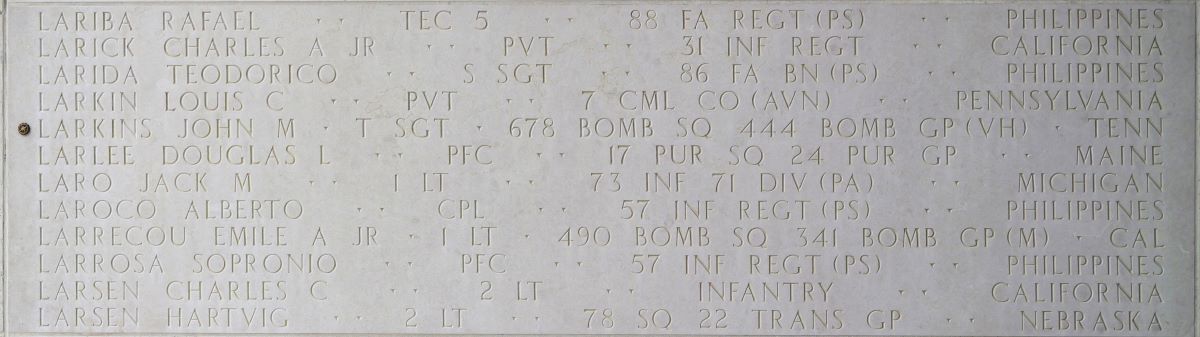 LARIBA RAFAEL · · TEC 5 · · 88 FA REGT (PS) · · PHILIPPINES
LARICK CHARLES A JR · · PVT · · 31 INF REGT · · CALIFORNIA
LARIDA TEODORICO · · S SGT · · 86 FA BN (PS) · · PHILIPPINES
LARKIN LOUIS C · · PVT · · 7 CML CO (AVN) · · PENNSYLVANIA
LARKINS JOHN M · T SGT · 678 BOMB SQ 444 BOMB GP (VH) · TENN
LARLEE DOUGLAS L · · PFC · · 17 PUR SQ 24 PUR GP · · MAINE
LARO JACK M · · 1 LT · · 73 INF 71 DIV (PA) · · MICHIGAN
LAROCO ALBERTO · · CPL · · 57 INF REGT (PS) · · PHILIPPINES
LARRECOU EMILE A JR · 1 LT · 490 BOMB SQ 341 BOMB GP (M) · CAL
LARROSA SOPRONIO · · PFC · · 57 INF REGT (PS) · · PHILIPPINES
LARSEN CHARLES C · · 2 LT · · INFANTRY · · CALIFORNIA
LARSEN HARTVIG · · 2 LT · · 78 SQ 22 TRANS GP · · NEBRASKA